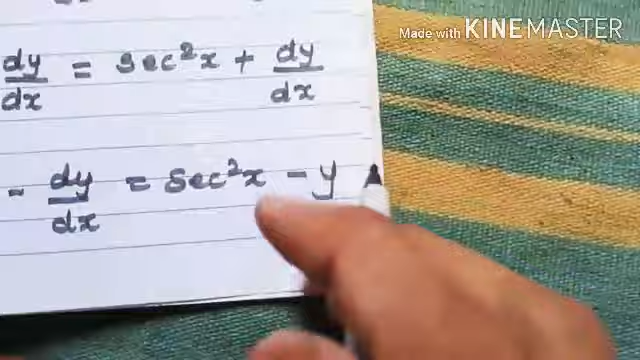 Made with KINEMASTER
dy/dx = sec²x + dy/dx
- dy/dx = sec²x - y